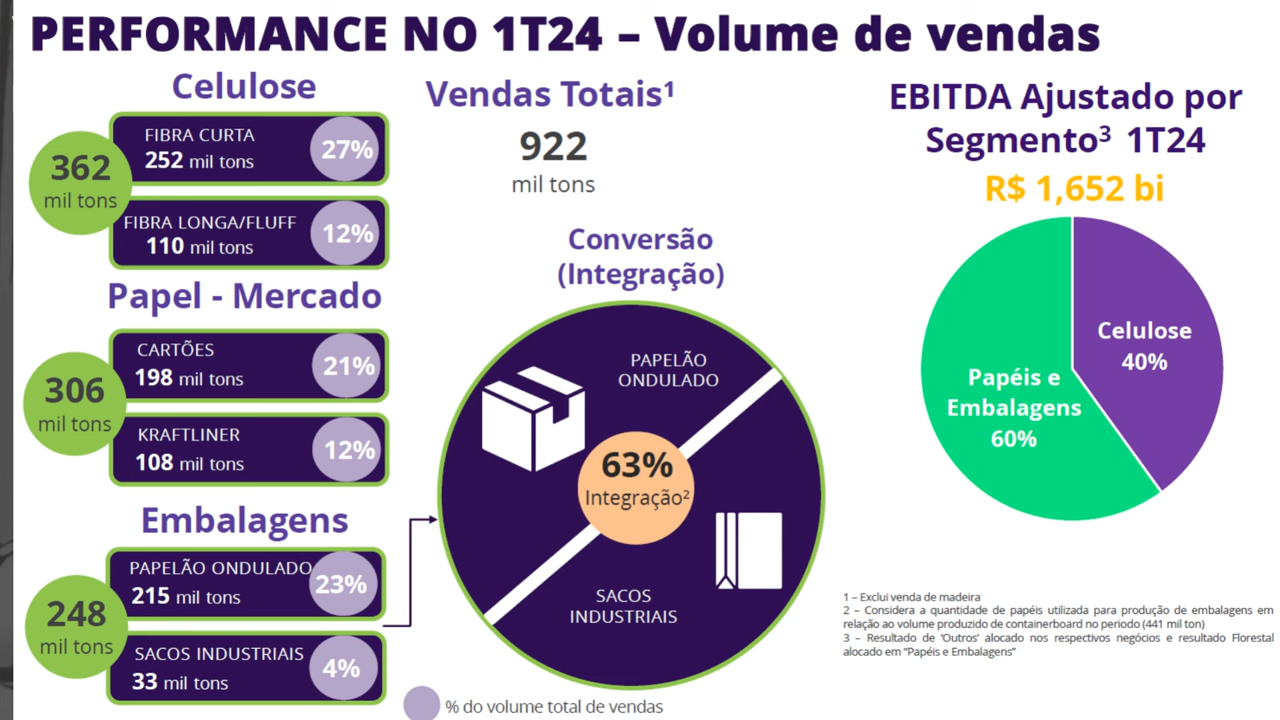 PERFORMANCE NO 1T24 – Volume de vendas
Celulose
362
mil tons
FIBRA CURTA
252 mil tons
27%
FIBRA LONGA/FLUFF
110 mil tons
12%
Papel - Mercado
306
mil tons
CARTÕES
198 mil tons
21%
KRAFTLINER
108 mil tons
12%
Embalagens
248
mil tons
PAPELÃO ONDULADO
215 mil tons
23%
SACOS INDUSTRIAIS
33 mil tons
4%
Vendas Totais¹
922
mil tons
Conversão
(Integração)
PAPELÃO
ONDULADO
63%
Integração²
SACOS
INDUSTRIAIS
% do volume total de vendas
EBITDA Ajustado por
Segmento³ 1T24
R$ 1,652 bi
Celulose
40%
Papéis e
Embalagens
60%
1 – Exclui venda de madeira
2 – Considera a quantidade de papéis utilizada para produção de embalagens em
relação ao volume produzido de containerboard no periodo (441 mil ton)
3 – Resultado de ‘Outros’ alocado nos respectivos negócios e resultado Florestal
alocado em “Papéis e Embalagens”